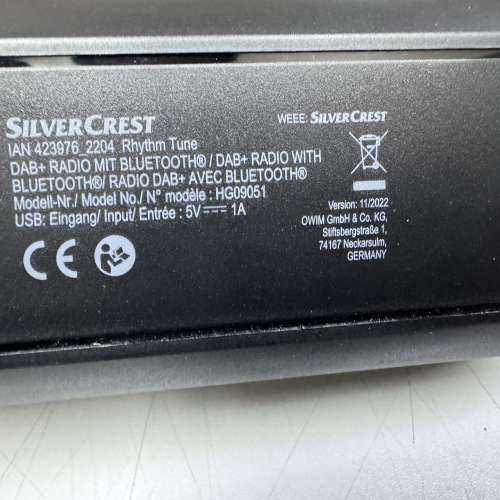 SILVERCREST
IAN 423976_2204 Rhythm Tune
DAB+ RADIO MIT BLUETOOTH® / DAB+ RADIO WITH
BLUETOOTH®/ RADIO DAB+ AVEC BLUETOOTH®
Modell-Nr./ Model No./ N° modèle : HG09051
USB: Eingang/ Input/ Entrée : 5V⎓ 1A
CE
WEEE: SILVERCREST
Version: 11/2022
OWIM GmbH & Co. KG,
Stiftsbergstraße 1,
74167 Neckarsulm,
GERMANY